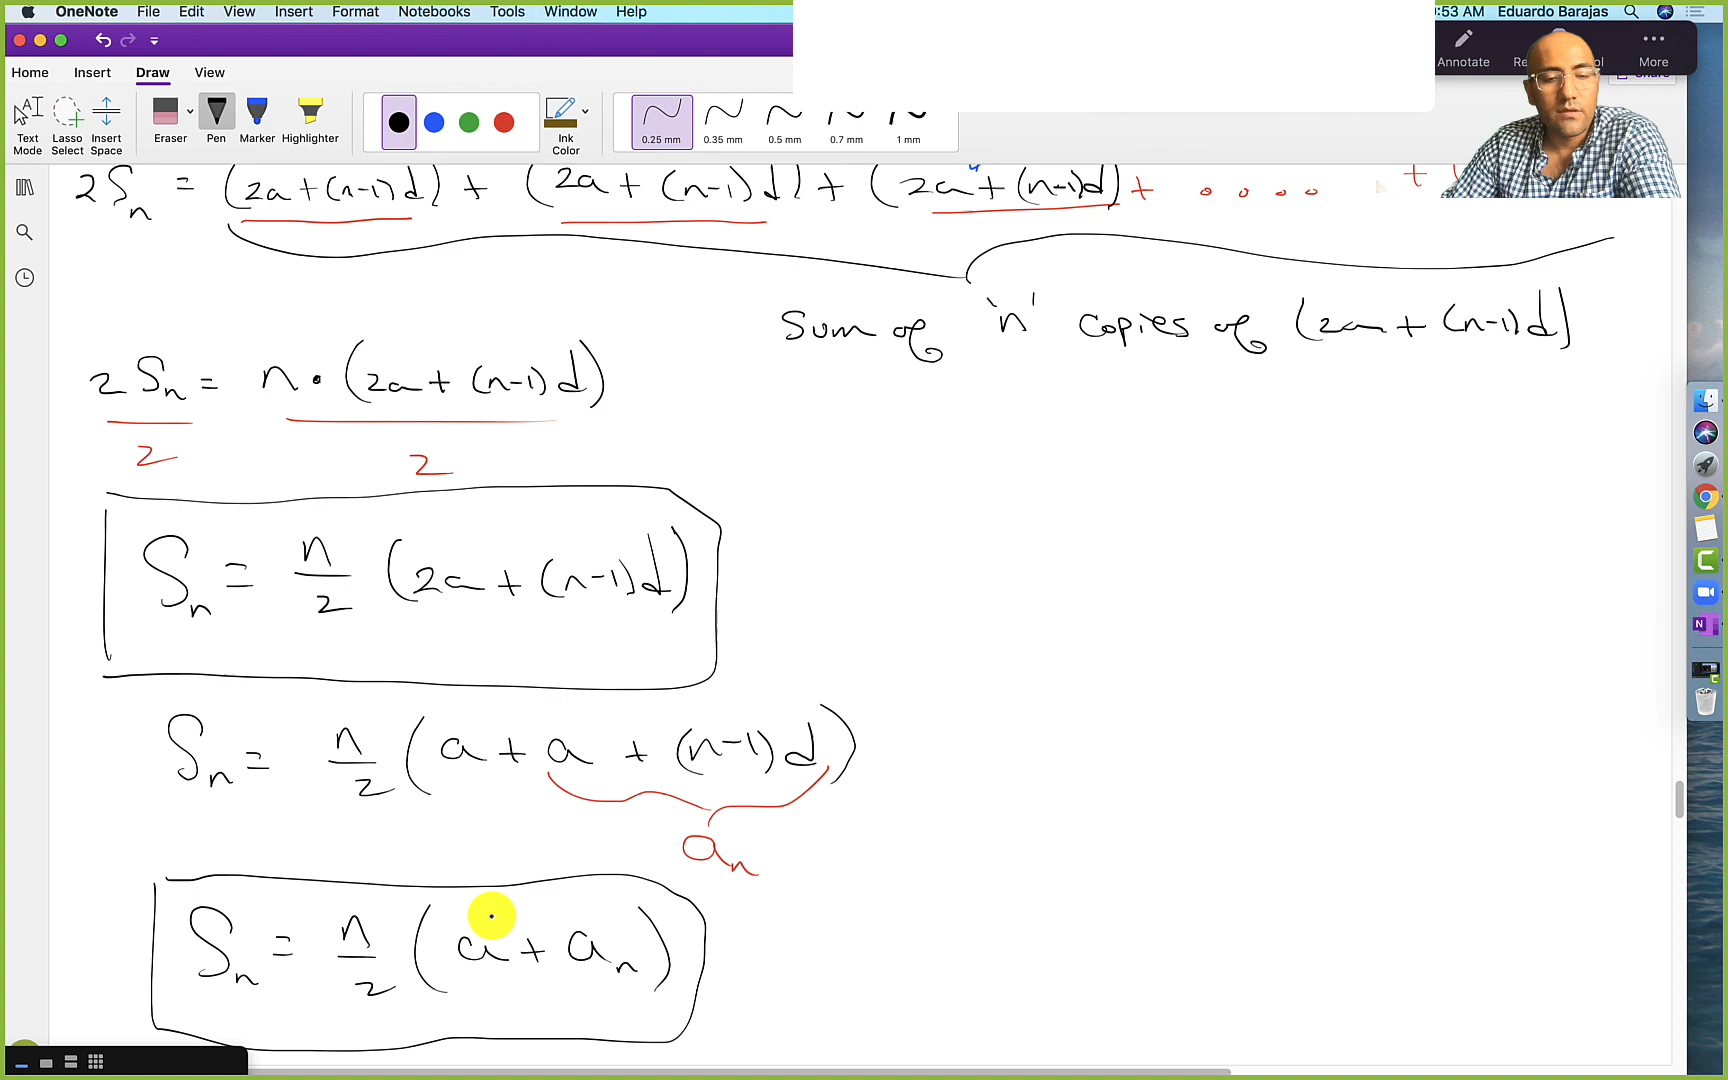 OneNote File Edit View Insert Format Notebooks Tools Window Help
:53 AM Eduardo Barajas
Annotate More
Home Insert Draw View
Share
Text Mode Lasso Select Insert Space Eraser Pen Marker Highlighter Ink Color 0.25 mm 0.35 mm 0.5 mm 0.7 mm 1 mm
2Sn = (2a+(n-1)d) + (2a+(n-1)d) + (2a+(n-1)d) + .... +
Sum of 'n' copies of (2a+(n-1)d)
2Sn = n·(2a+(n-1)d)
2 2
Sn = n/2 (2a+(n-1)d)
Sn = n/2 (a+a+(n-1)d)
an
Sn = n/2 (a+an)